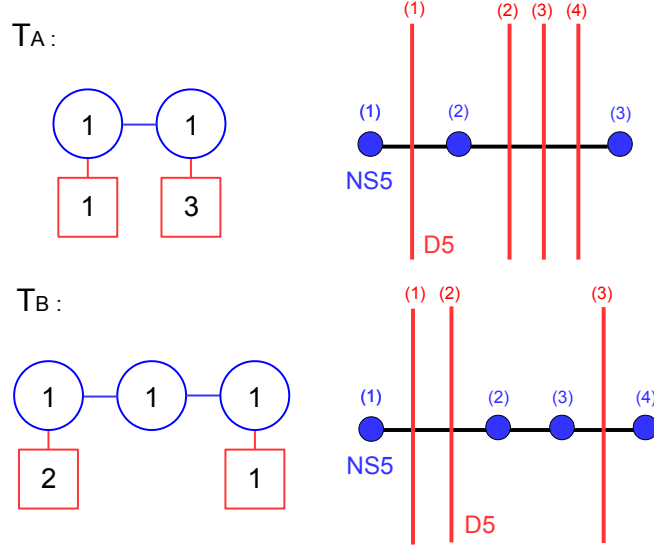 TA :
(1) (2) (3) (4)
1 1
(1) (2) (3)
NS5
1 3
D5
TB :
(1) (2) (3)
1 1 1
(1) (2) (3) (4)
NS5
2 1
D5